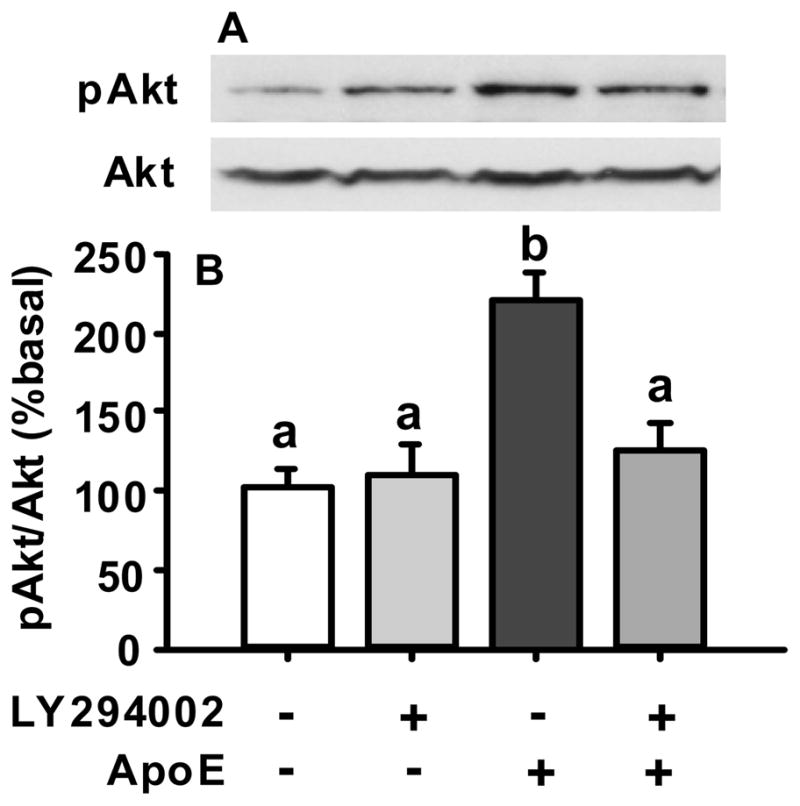 A
pAkt
Akt
B
pAkt/Akt (%basal)
250
200
150
100
50
0
a a b a
LY294002 - + - +
ApoE - - + +